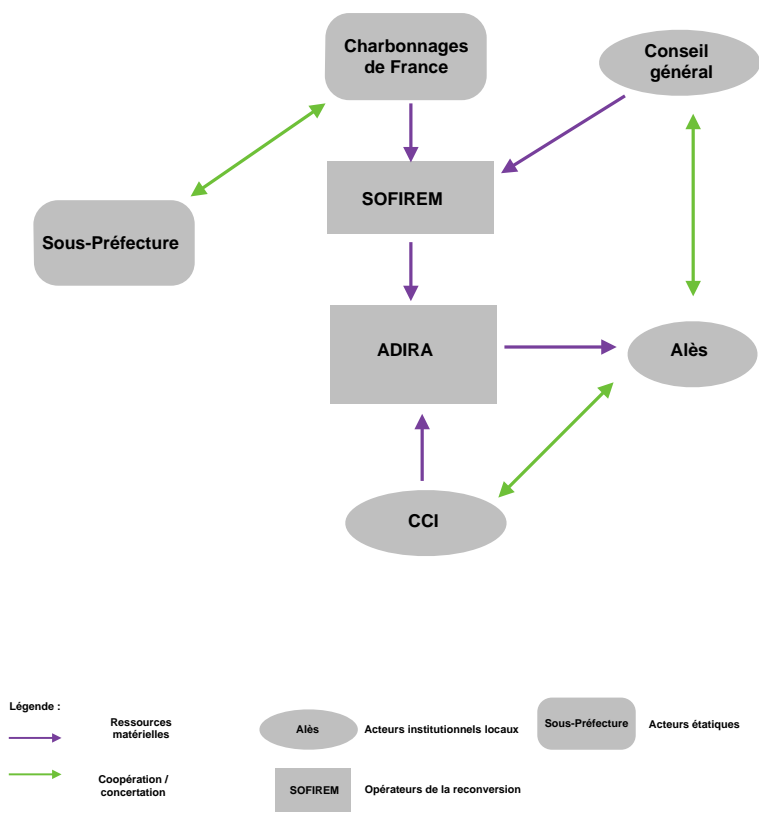 Charbonnages
de France
Conseil
général
SOFIREM
Sous-Préfecture
ADIRA
Alès
CCI
Légende :
Ressources
matérielles
Alès
Acteurs institutionnels locaux
Sous-Préfecture
Acteurs étatiques
Coopération /
concertation
SOFIREM
Opérateurs de la reconversion